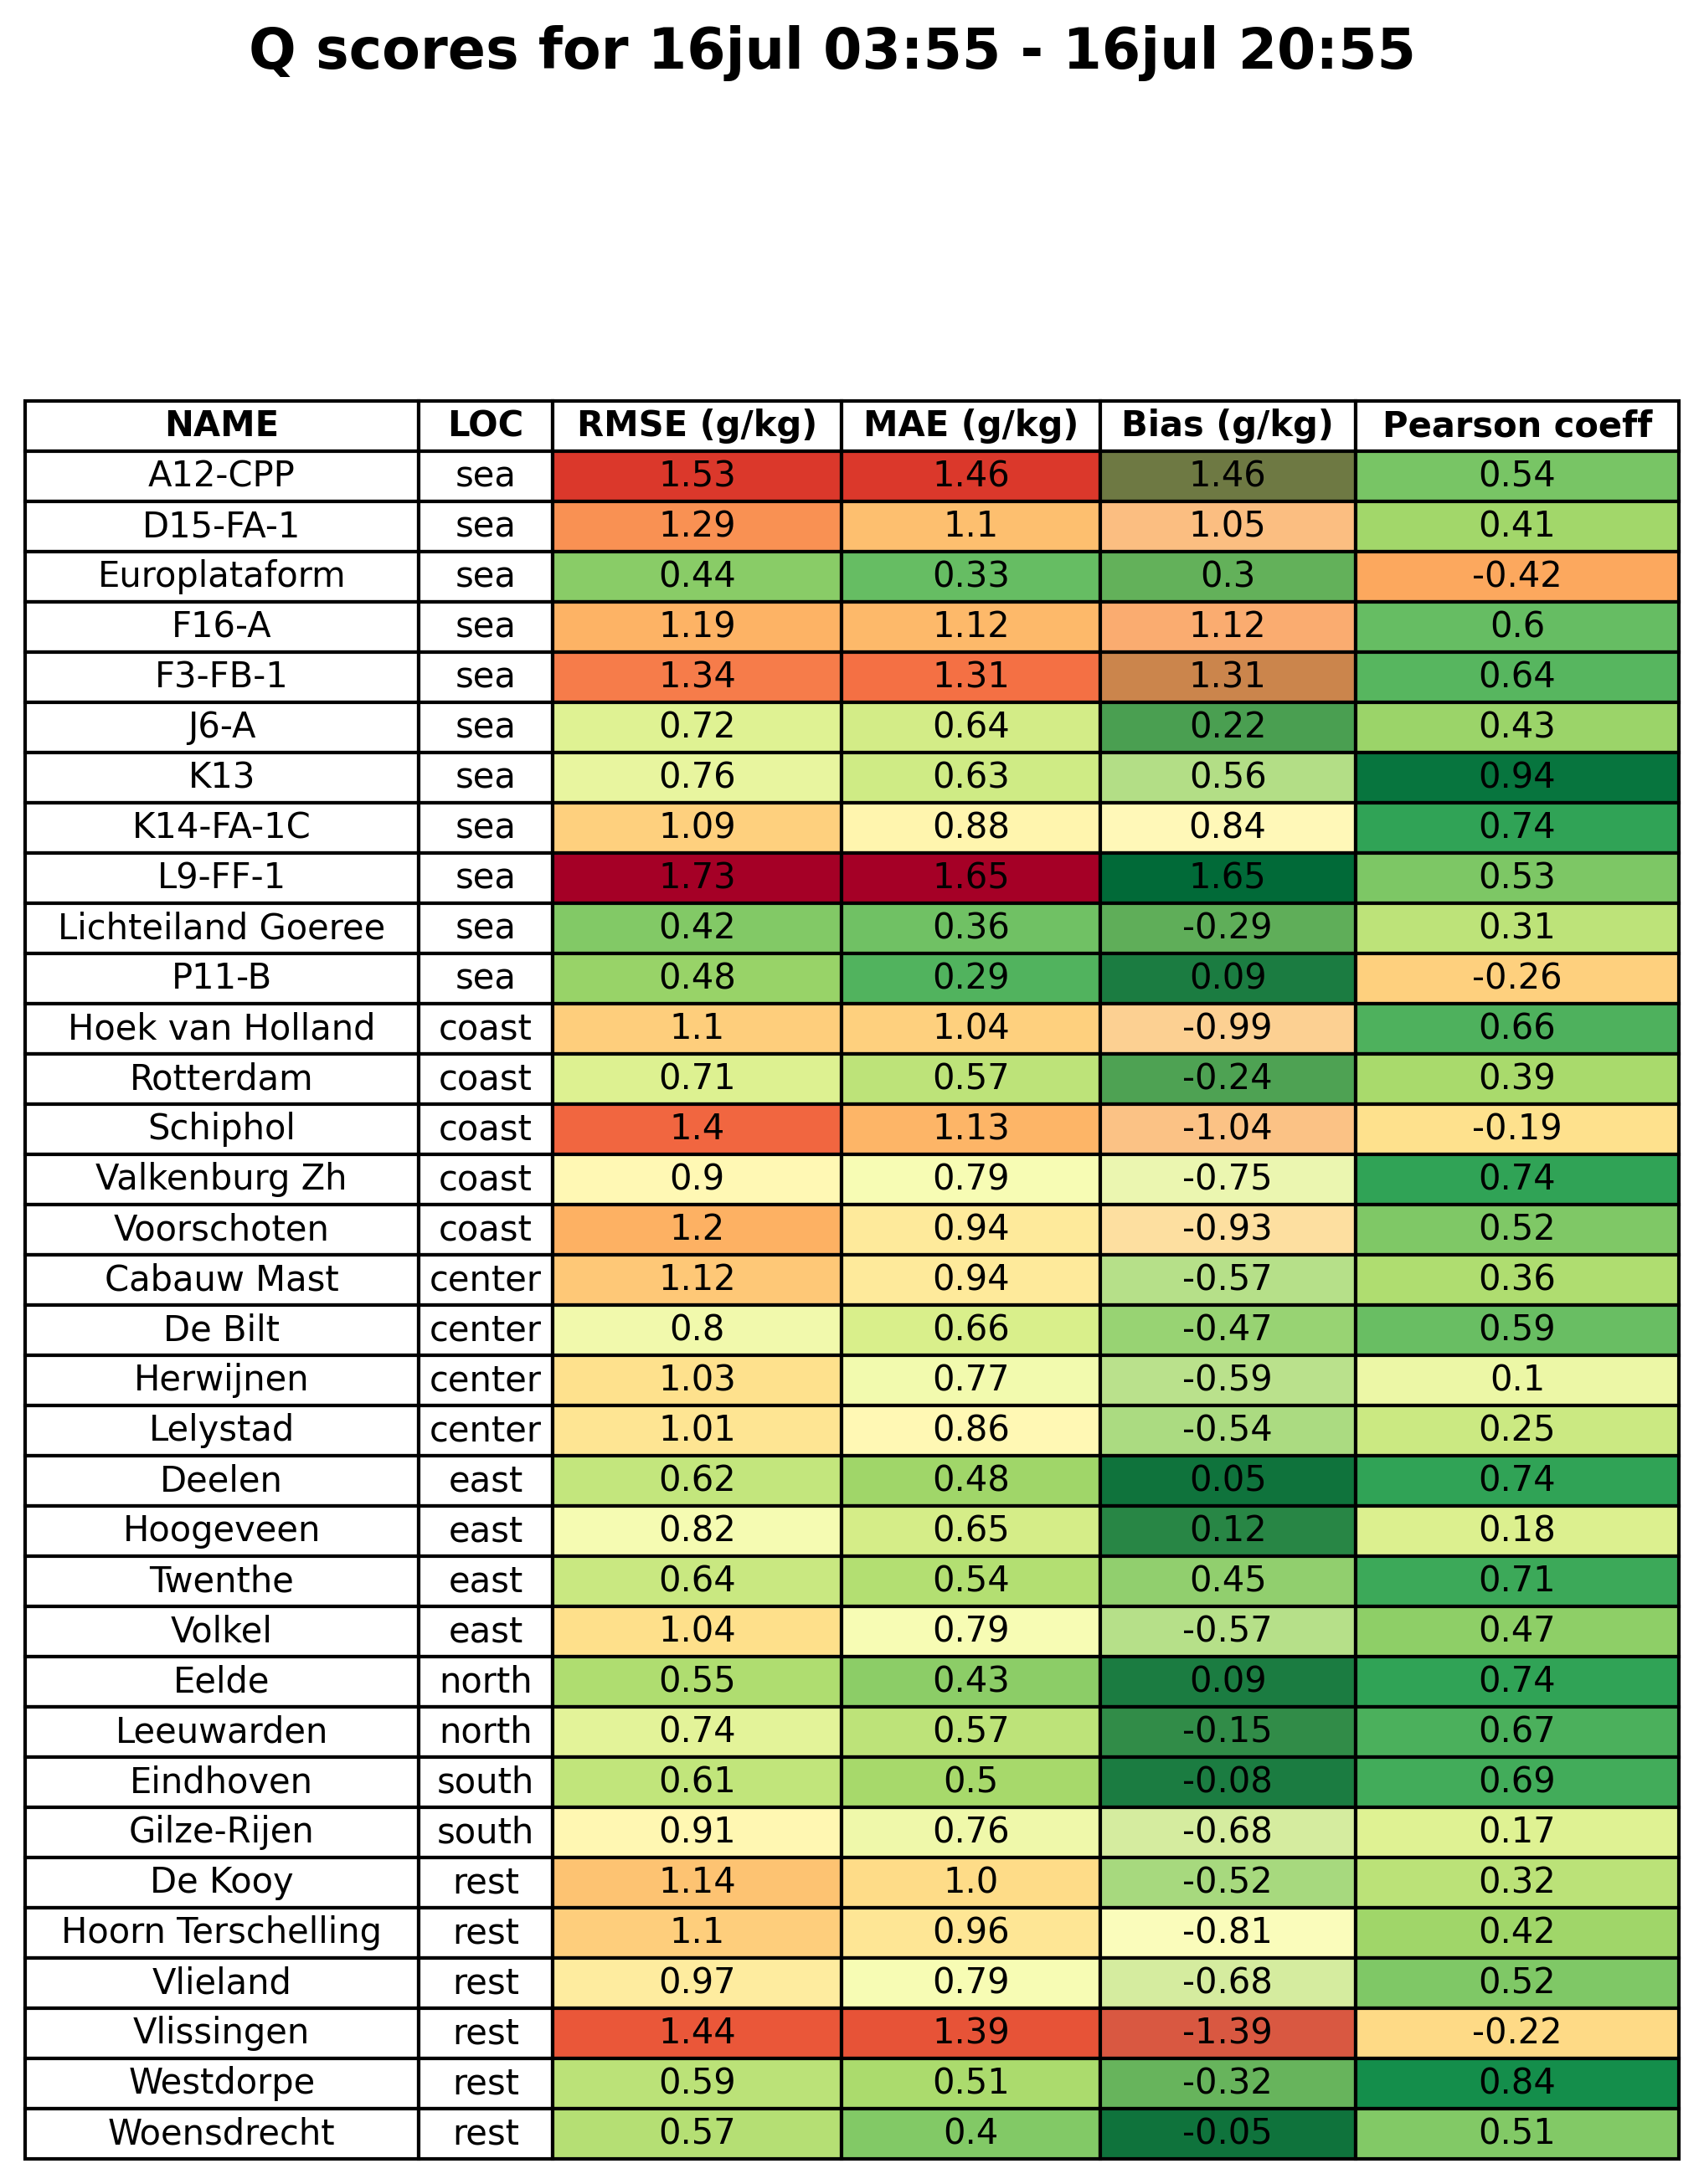 Q scores for 16jul 03:55 - 16jul 20:55
NAME LOC RMSE (g/kg) MAE (g/kg) Bias (g/kg) Pearson coeff
A12-CPP sea 1.53 1.46 1.46 0.54
D15-FA-1 sea 1.29 1.1 1.05 0.41
Europlataform sea 0.44 0.33 0.3 -0.42
F16-A sea 1.19 1.12 1.12 0.6
F3-FB-1 sea 1.34 1.31 1.31 0.64
J6-A sea 0.72 0.64 0.22 0.43
K13 sea 0.76 0.63 0.56 0.94
K14-FA-1C sea 1.09 0.88 0.84 0.74
L9-FF-1 sea 1.73 1.65 1.65 0.53
Lichteiland Goeree sea 0.42 0.36 -0.29 0.31
P11-B sea 0.48 0.29 0.09 -0.26
Hoek van Holland coast 1.1 1.04 -0.99 0.66
Rotterdam coast 0.71 0.57 -0.24 0.39
Schiphol coast 1.4 1.13 -1.04 -0.19
Valkenburg Zh coast 0.9 0.79 -0.75 0.74
Voorschoten coast 1.2 0.94 -0.93 0.52
Cabauw Mast center 1.12 0.94 -0.57 0.36
De Bilt center 0.8 0.66 -0.47 0.59
Herwijnen center 1.03 0.77 -0.59 0.1
Lelystad center 1.01 0.86 -0.54 0.25
Deelen east 0.62 0.48 0.05 0.74
Hoogeveen east 0.82 0.65 0.12 0.18
Twenthe east 0.64 0.54 0.45 0.71
Volkel east 1.04 0.79 -0.57 0.47
Eelde north 0.55 0.43 0.09 0.74
Leeuwarden north 0.74 0.57 -0.15 0.67
Eindhoven south 0.61 0.5 -0.08 0.69
Gilze-Rijen south 0.91 0.76 -0.68 0.17
De Kooy rest 1.14 1.0 -0.52 0.32
Hoorn Terschelling rest 1.1 0.96 -0.81 0.42
Vlieland rest 0.97 0.79 -0.68 0.52
Vlissingen rest 1.44 1.39 -1.39 -0.22
Westdorpe rest 0.59 0.51 -0.32 0.84
Woensdrecht rest 0.57 0.4 -0.05 0.51